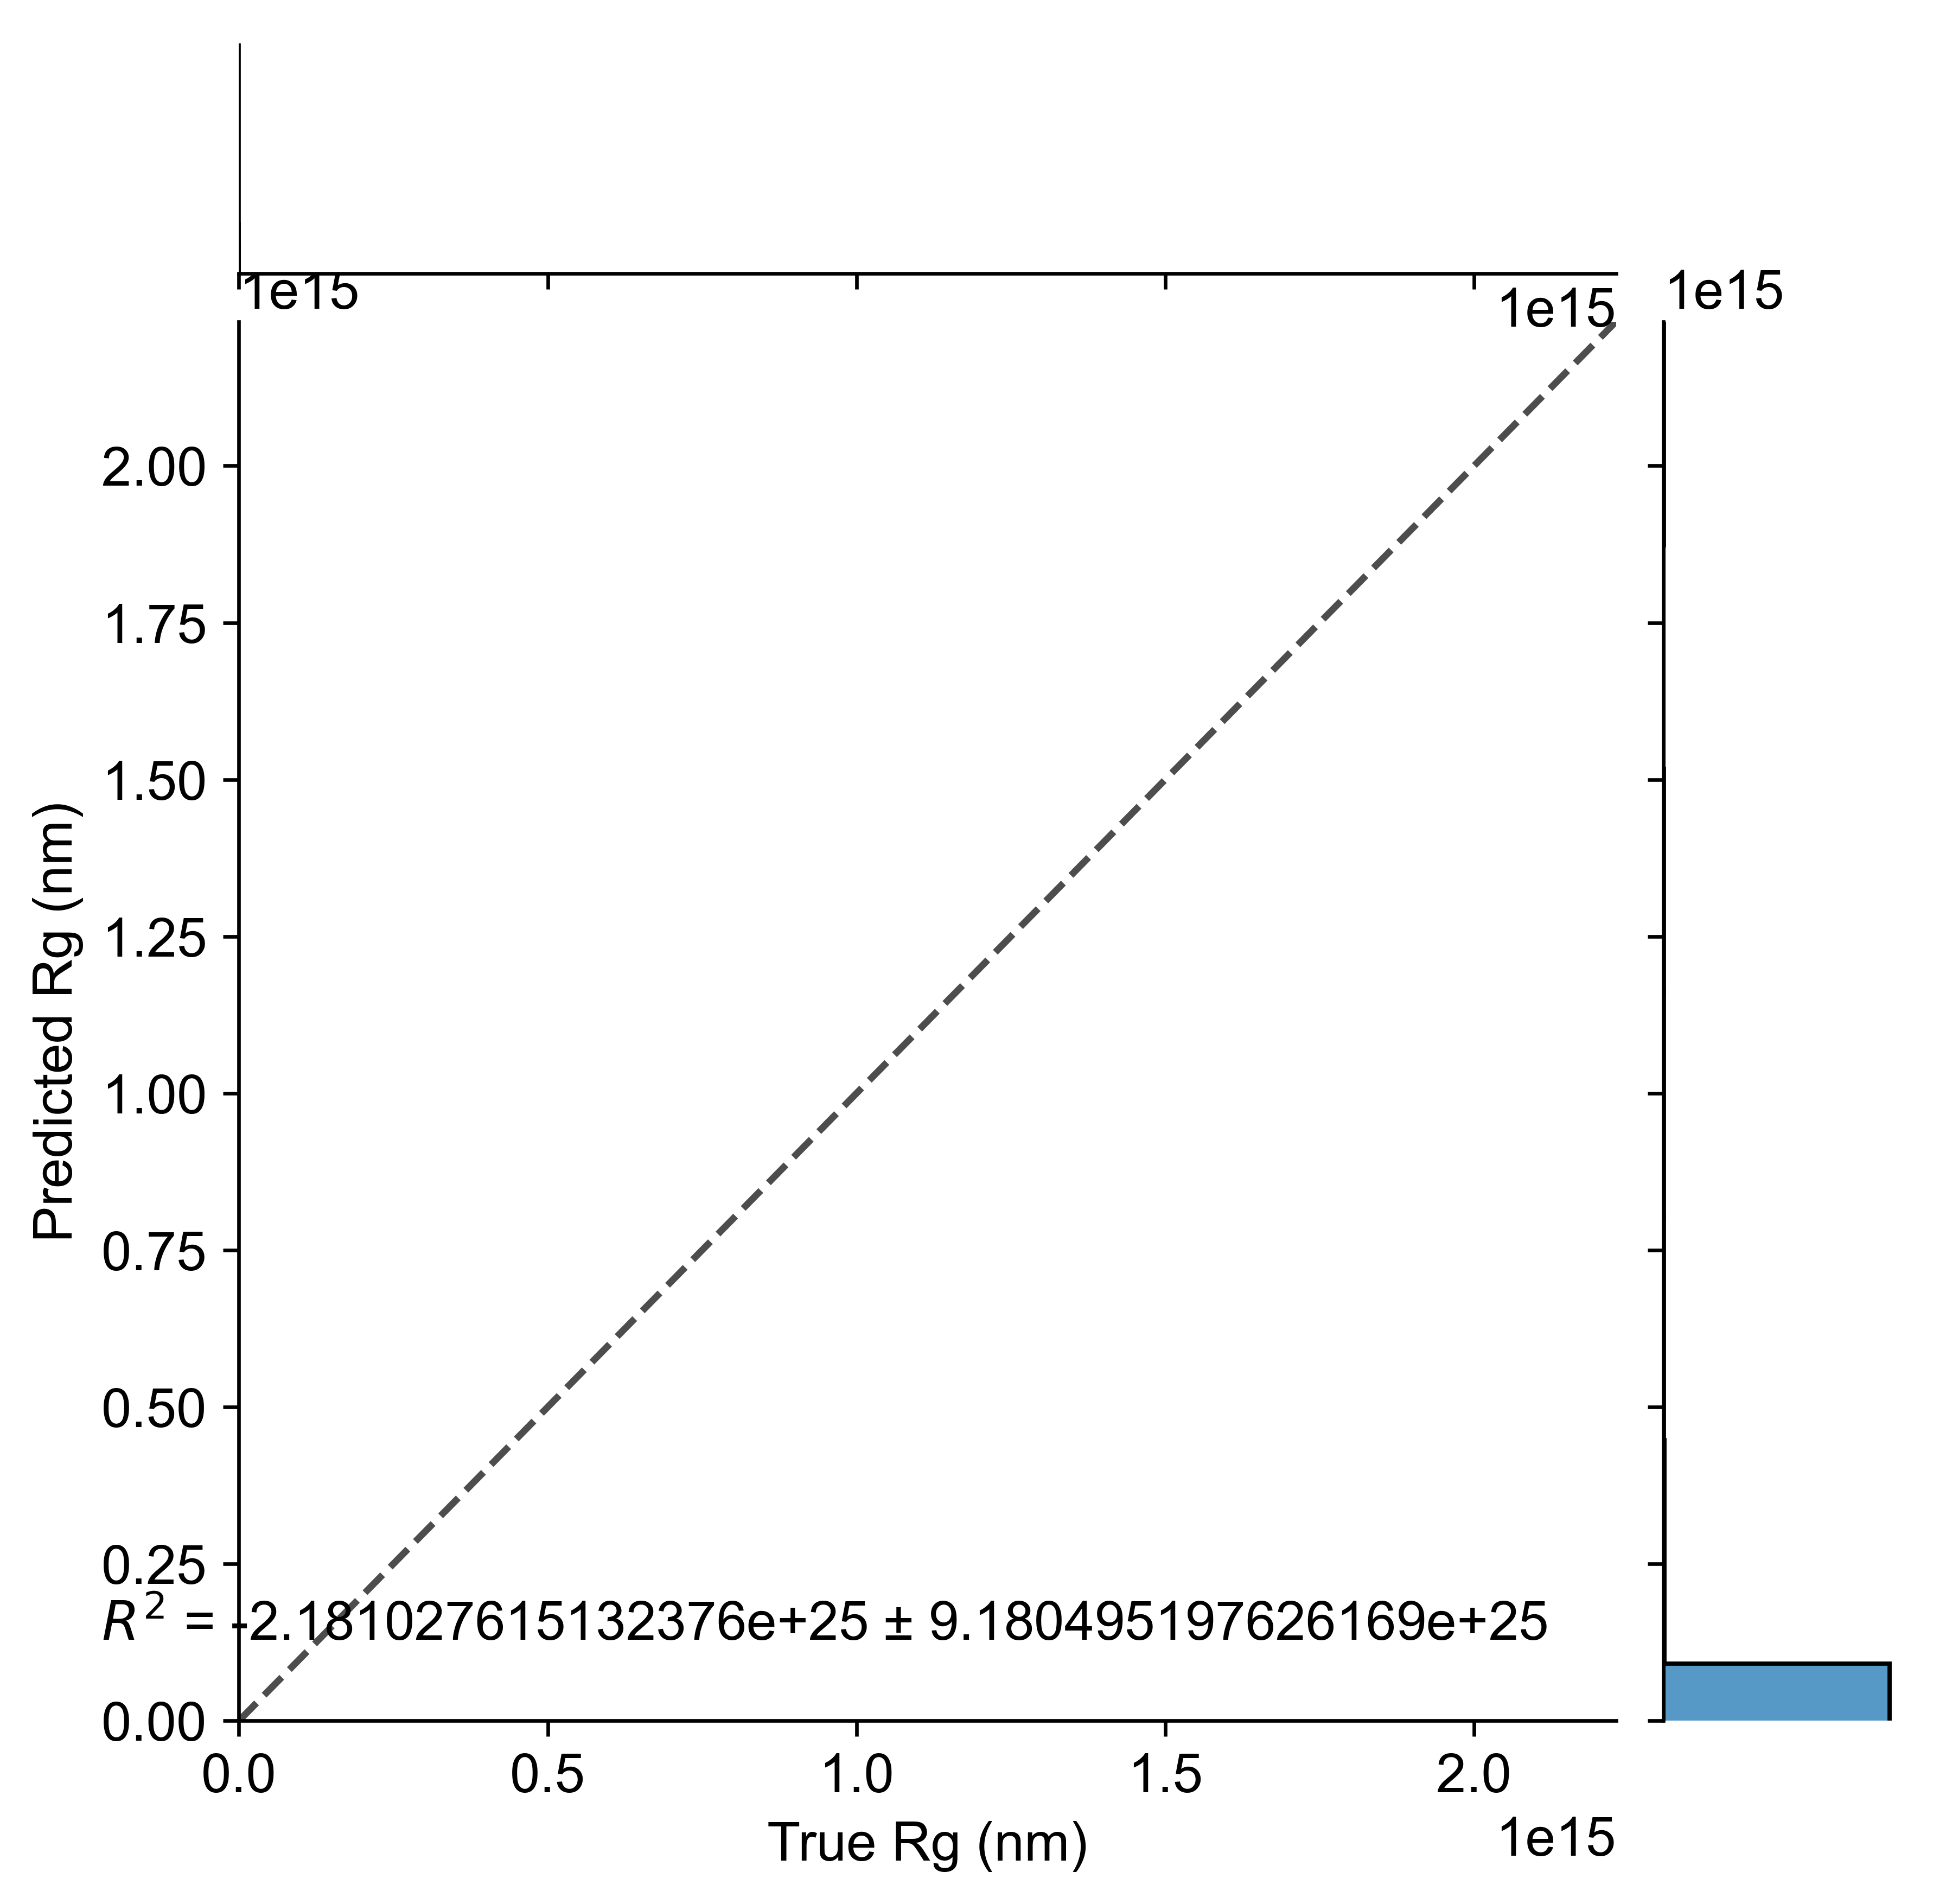 1e15
1e15
1e15
2.00
1.75
1.50
1.25
1.00
0.75
0.50
0.25
0.00
Predicted Rg (nm)
R² = -2.1810276151323​76e+25 ± 9.180495197626169e+25
0.0 0.5 1.0 1.5 2.0
True Rg (nm)
1e15